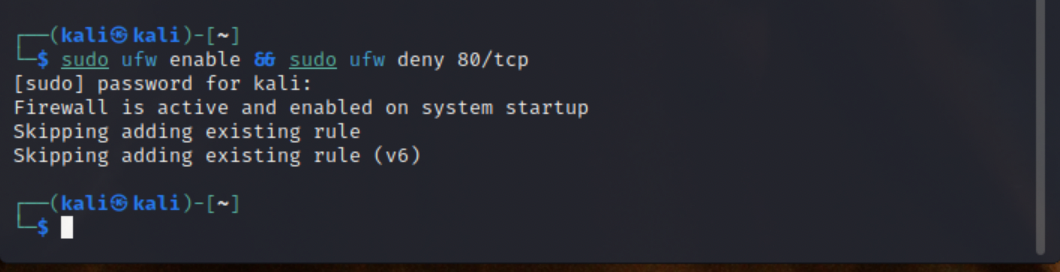 ┌──(kali㉿kali)-[~]
└─$ sudo ufw enable && sudo ufw deny 80/tcp
[sudo] password for kali:
Firewall is active and enabled on system startup
Skipping adding existing rule
Skipping adding existing rule (v6)
┌──(kali㉿kali)-[~]
└─$